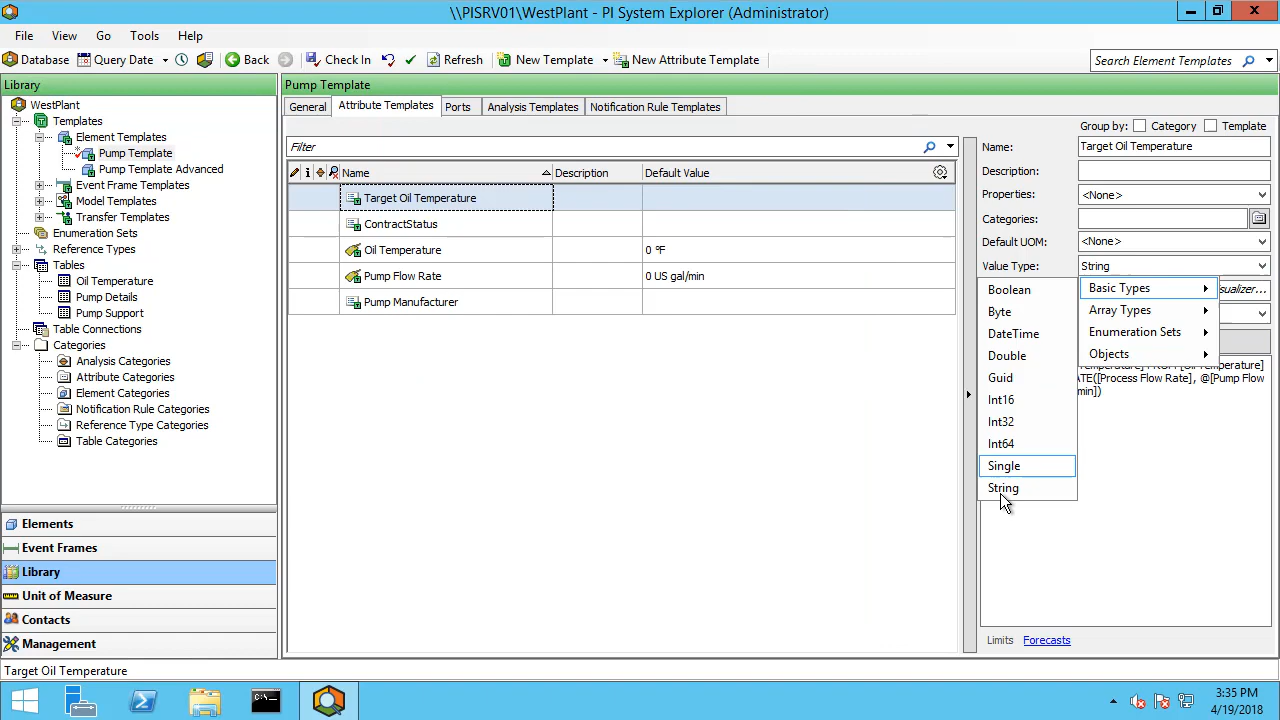 \\PISRV01\WestPlant - PI System Explorer (Administrator)
File View Go Tools Help
Database Query Date Back Check In Refresh New Template New Attribute Template Search Element Templates
Library
WestPlant
Templates
Element Templates
Pump Template
Pump Template Advanced
Event Frame Templates
Model Templates
Transfer Templates
Enumeration Sets
Reference Types
Tables
Oil Temperature
Pump Details
Pump Support
Table Connections
Categories
Analysis Categories
Attribute Categories
Element Categories
Notification Rule Categories
Reference Type Categories
Table Categories
Elements
Event Frames
Library
Unit of Measure
Contacts
Management
Pump Template
General Attribute Templates Ports Analysis Templates Notification Rule Templates
Group by: Category Template
Filter
Name Description Default Value
Target Oil Temperature
ContractStatus
Oil Temperature 0 °F
Pump Flow Rate 0 US gal/min
Pump Manufacturer
Name: Target Oil Temperature
Description:
Properties: <None>
Categories:
Default UOM: <None>
Value Type: String
Basic Types
Array Types
Enumeration Sets
Objects
Boolean
Byte
DateTime
Double
Guid
Int16
Int32
Int64
Single
String
ATE([Process Flow Rate], @[Pump Flow
min])
Limits Forecasts
Target Oil Temperature
3:35 PM
4/19/2018